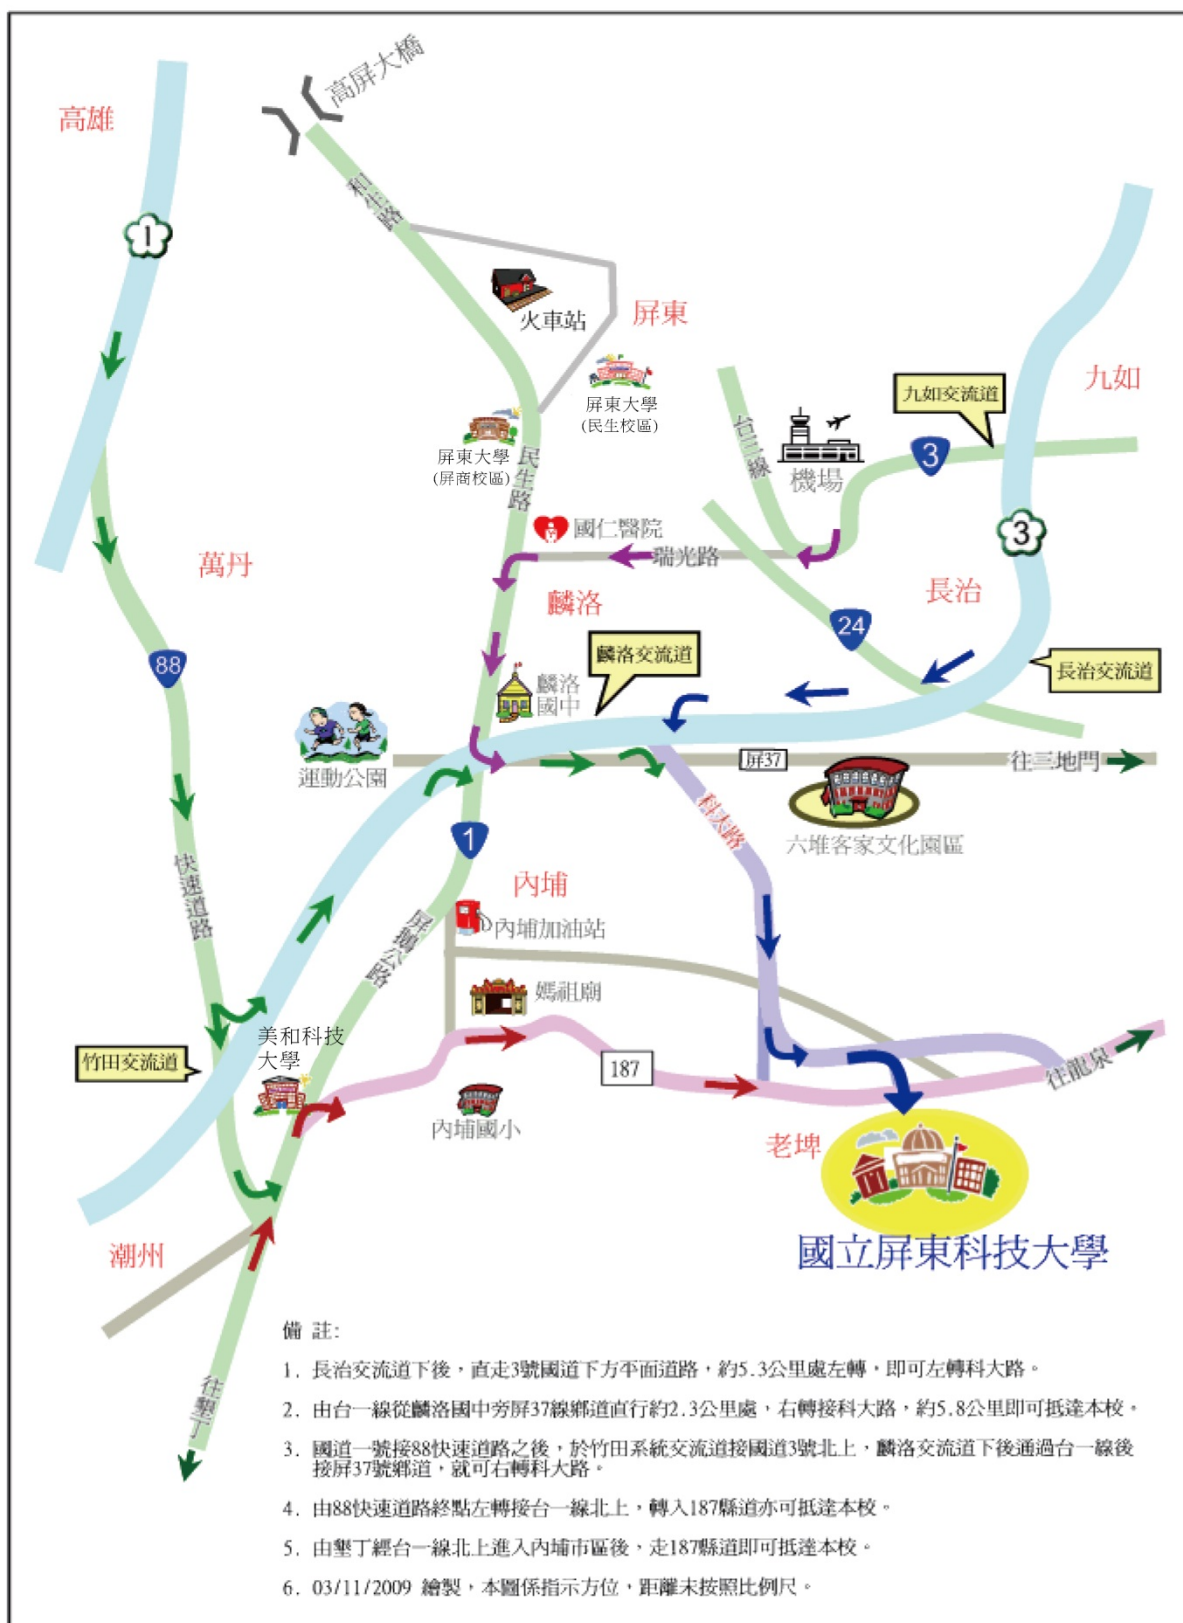 高屏大橋
高雄
和生路
1
火車站
屏東
九如
屏東大學
(民生校區)
九如交流道
台三線
3
屏東大學
(屏商校區)
民生路
機場
國仁醫院
瑞光路
3
萬丹
麟洛
長治
24
88
麟洛交流道
長治交流道
麟洛
國中
運動公園
屏37
往三地門
科大路
1
六堆客家文化園區
快速道路
內埔
屏鵝公路
內埔加油站
媽祖廟
美和科技
大學
竹田交流道
187
往龍泉
內埔國小
老埤
潮州
國立屏東科技大學
往墾丁
備 註:
1. 長治交流道下後，直走3號國道下方平面道路，約5.3公里處左轉，即可左轉科大路。
2. 由台一線從麟洛國中旁屏37線鄉道直行約2.3公里處，右轉接科大路，約5.8公里即可抵達本校。
3. 國道一號接88快速道路之後，於竹田系統交流道接國道3號北上，麟洛交流道下後通過台一線後
接屏37號鄉道，就可右轉科大路。
4. 由88快速道路終點左轉接台一線北上，轉入187縣道亦可抵達本校。
5. 由墾丁經台一線北上進入內埔市區後，走187縣道即可抵達本校。
6. 03/11/2009 繪製，本圖係指示方位，距離未按照比例尺。